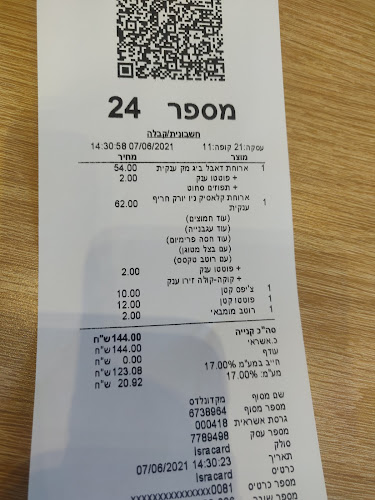 מספר 24
חשבונית/קבלה
עסקה:21 קופה:11 07/06/2021 14:30:58
מוצר מחיר
1 ארוחת דאבל ביג מק ענקית 54.00
+ פוטטו ענק 2.00
+ תפוזים סחוט
1 ארוחת קלאסיק ניו יורק חריף 62.00
ענקית
(עוד חמוצים)
(עוד עגבנייה)
(עוד חסה פרימיום)
(עם בצל מטוגן)
(עם רוטב טקסס)
+ פוטטו ענק 2.00
+ קוקה-קולה זירו ענק
1 צ'יפס קטן 10.00
1 פוטטו קטן 12.00
1 רוטב מומבאי 2.00
סה"כ קנייה 144.00 ש"ח
כ.אשראי 144.00 ש"ח
עודף 0.00 ש"ח
חייב במע"מ 17.00% 123.08 ש"ח
מע"מ: 17.00% 20.92 ש"ח
שם מסוף מקדונלדס
מספר מסוף 6738964
גרסת אשראית 000418
מספר עסק 7789498
סולק Isracard
תאריך 07/06/2021 14:30:23
כרטיס Isracard
מספר כרטיס xxxxxxxxxxxxxxx0081